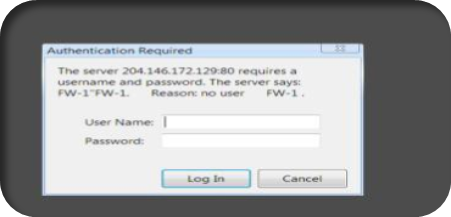 Authentication Required
The server 204.146.172.129:80 requires a
username and password. The server says:
FW-1"FW-1. Reason: no user FW-1 .
User Name:
Password:
Log In
Cancel